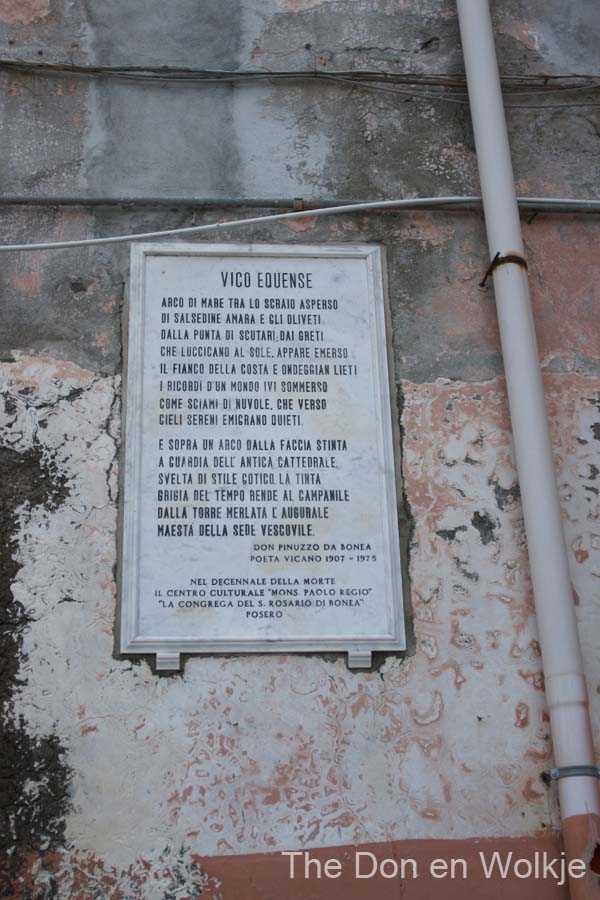 VICO EQUENSE
ARCO DI MARE TRA LO SCRAIO ASPERSO
DI SALSEDINE AMARA E GLI OLIVETI
DALLA PUNTA DI SCUTARI: DAI GRETI
CHE LUCCICANO AL SOLE, APPARE EMERSO
IL FIANCO DELLA COSTA E ONDEGGIAN LIETI
I RICORDI D'UN MONDO IVI SOMMERSO
COME SCIAMI DI NUVOLE, CHE VERSO
CIELI SERENI EMIGRANO QUIETI.
E SOPRA UN ARCO DALLA FACCIA STINTA
A GUARDIA DELL' ANTICA CATTEDRALE,
SVELTA DI STILE GOTICO, LA TINTA
GRIGIA DEL TEMPO RENDE AL CAMPANILE
DALLA TORRE MERLATA L' AUGURALE
MAESTÀ DELLA SEDE VESCOVILE.
DON PINUZZO DA BONEA
POETA VICANO 1907 - 1975
NEL DECENNALE DELLA MORTE
IL CENTRO CULTURALE "MONS. PAOLO REGIO"
"LA CONGREGA DEL S. ROSARIO DI BONEA"
POSERO
The Don en Wolkje